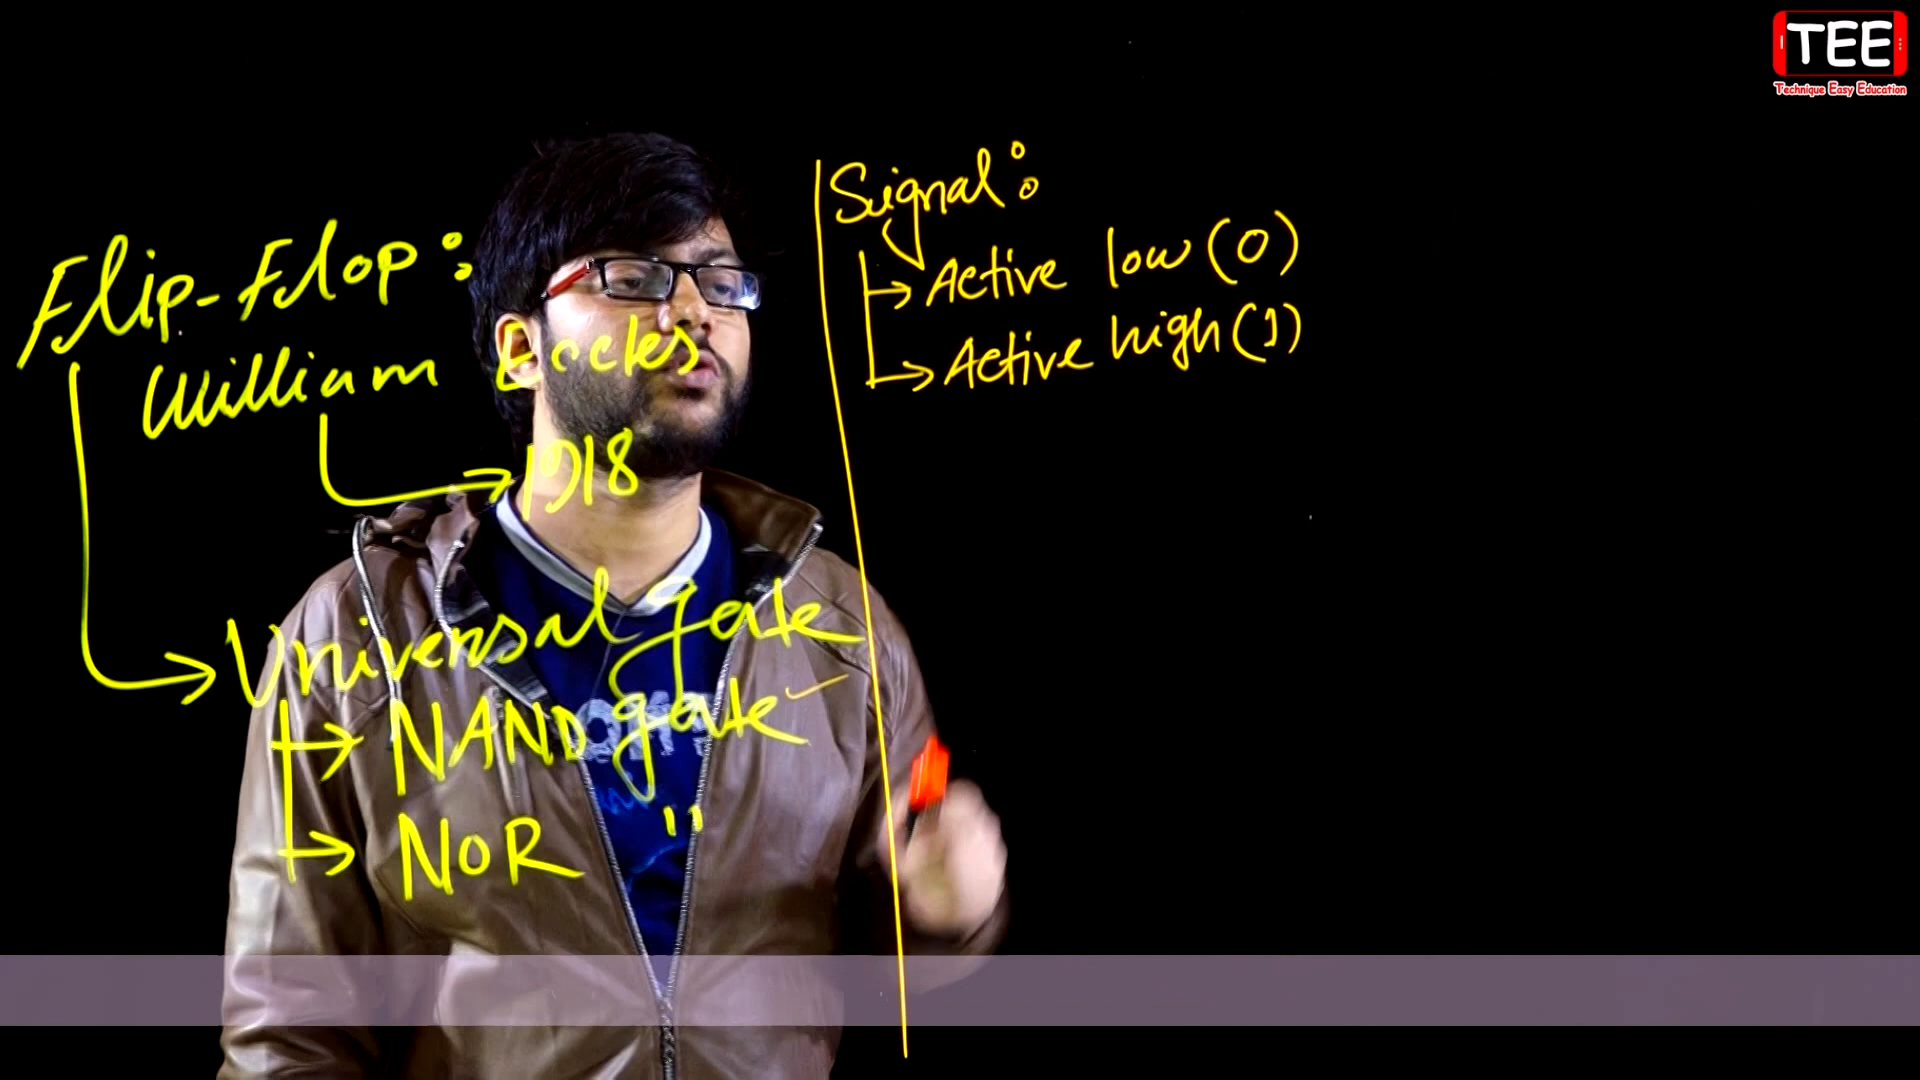 TEE
Technique Easy Education
Flip-Flop:
William Eccles
1918
Universal gate
NAND gate
NOR "
Signal:
Active low (0)
Active high (1)